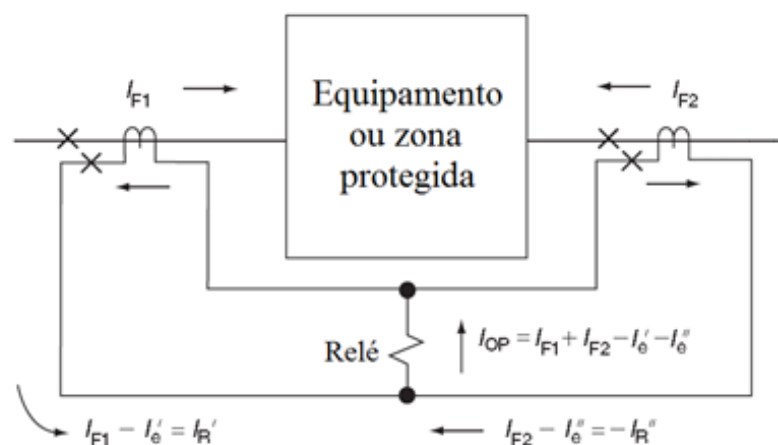 I_F1
I_F2
Equipamento
ou zona
protegida
Relé
I_OP = I_F1 + I_F2 − I_e′ − I_e″
I_F1 − I_e′ = I_R′
I_F2 − I_e″ = −I_R″